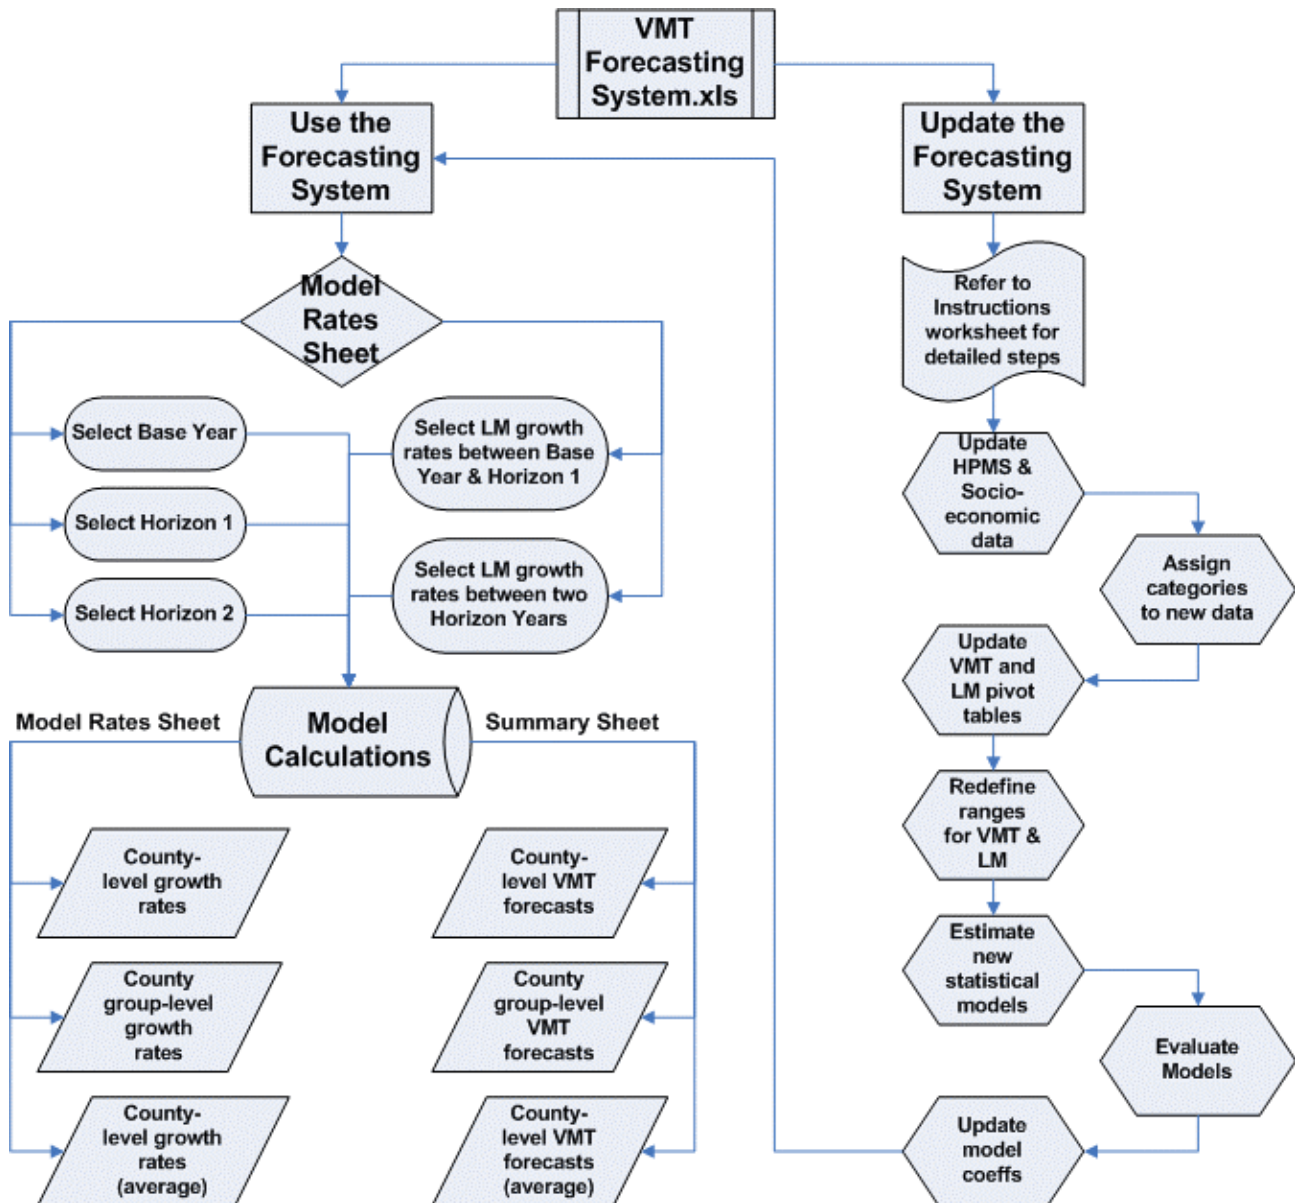 VMT
Forecasting
System.xls
Use the
Forecasting
System
Update the
Forecasting
System
Model
Rates
Sheet
Refer to
Instructions
worksheet for
detailed steps
Select Base Year
Select Horizon 1
Select Horizon 2
Select LM growth
rates between Base
Year & Horizon 1
Select LM growth
rates between two
Horizon Years
Update
HPMS &
Socio-
economic
data
Assign
categories
to new data
Update
VMT and
LM pivot
tables
Model Rates Sheet
Model
Calculations
Summary Sheet
Redefine
ranges
for VMT &
LM
County-
level growth
rates
County-
level VMT
forecasts
Estimate
new
statistical
models
County
group-level
growth
rates
County
group-level
VMT
forecasts
Evaluate
Models
County-
level growth
rates
(average)
County-
level VMT
forecasts
(average)
Update
model
coeffs